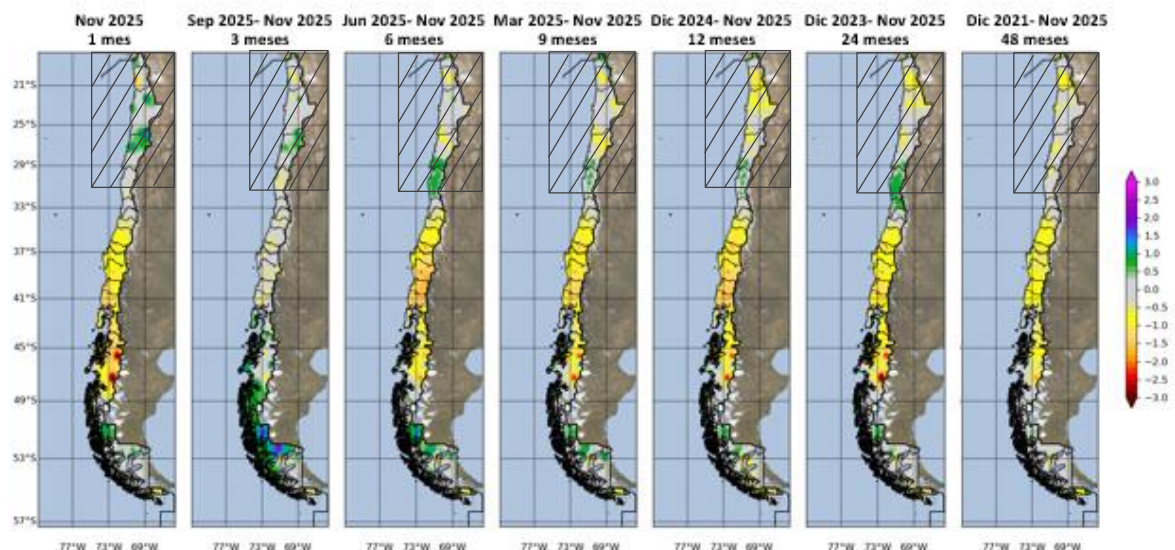 Nov 2025
1 mes
Sep 2025- Nov 2025
3 meses
Jun 2025- Nov 2025
6 meses
Mar 2025- Nov 2025
9 meses
Dic 2024- Nov 2025
12 meses
Dic 2023- Nov 2025
24 meses
Dic 2021- Nov 2025
48 meses
21°S
25°S
29°S
33°S
37°S
41°S
45°S
49°S
53°S
57°S
3.0
2.5
2.0
1.5
1.0
0.5
0.0
−0.5
−1.0
−1.5
−2.0
−2.5
−3.0
77°W 73°W 69°W
77°W 73°W 69°W
77°W 73°W 69°W
77°W 73°W 69°W
77°W 73°W 69°W
77°W 73°W 69°W
77°W 73°W 69°W